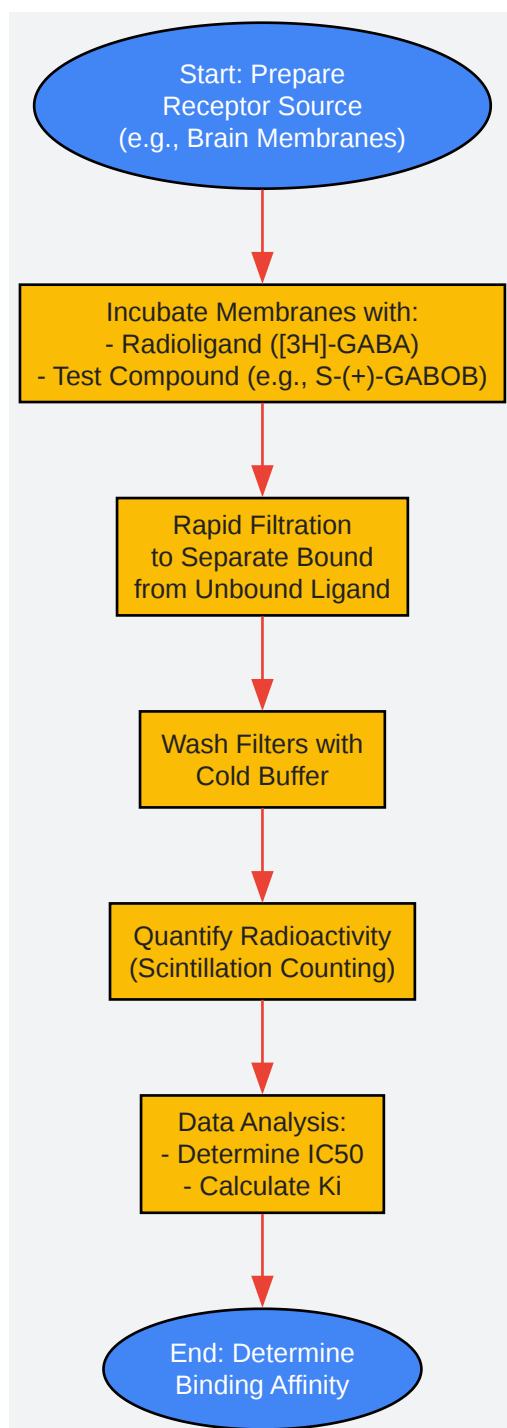 Start: Prepare
Receptor Source
(e.g., Brain Membranes)
Incubate Membranes with:
- Radioligand ([3H]-GABA)
- Test Compound (e.g., S-(+)-GABOB)
Rapid Filtration
to Separate Bound
from Unbound Ligand
Wash Filters with
Cold Buffer
Quantify Radioactivity
(Scintillation Counting)
Data Analysis:
- Determine IC50
- Calculate Ki
End: Determine
Binding Affinity